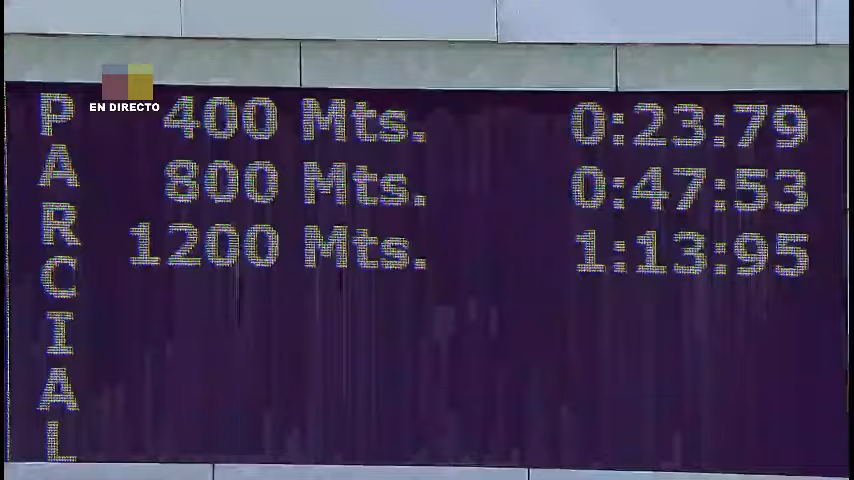 EN DIRECTO
PARCIAL
400 Mts. 0:23:79
800 Mts. 0:47:53
1200 Mts. 1:13:95